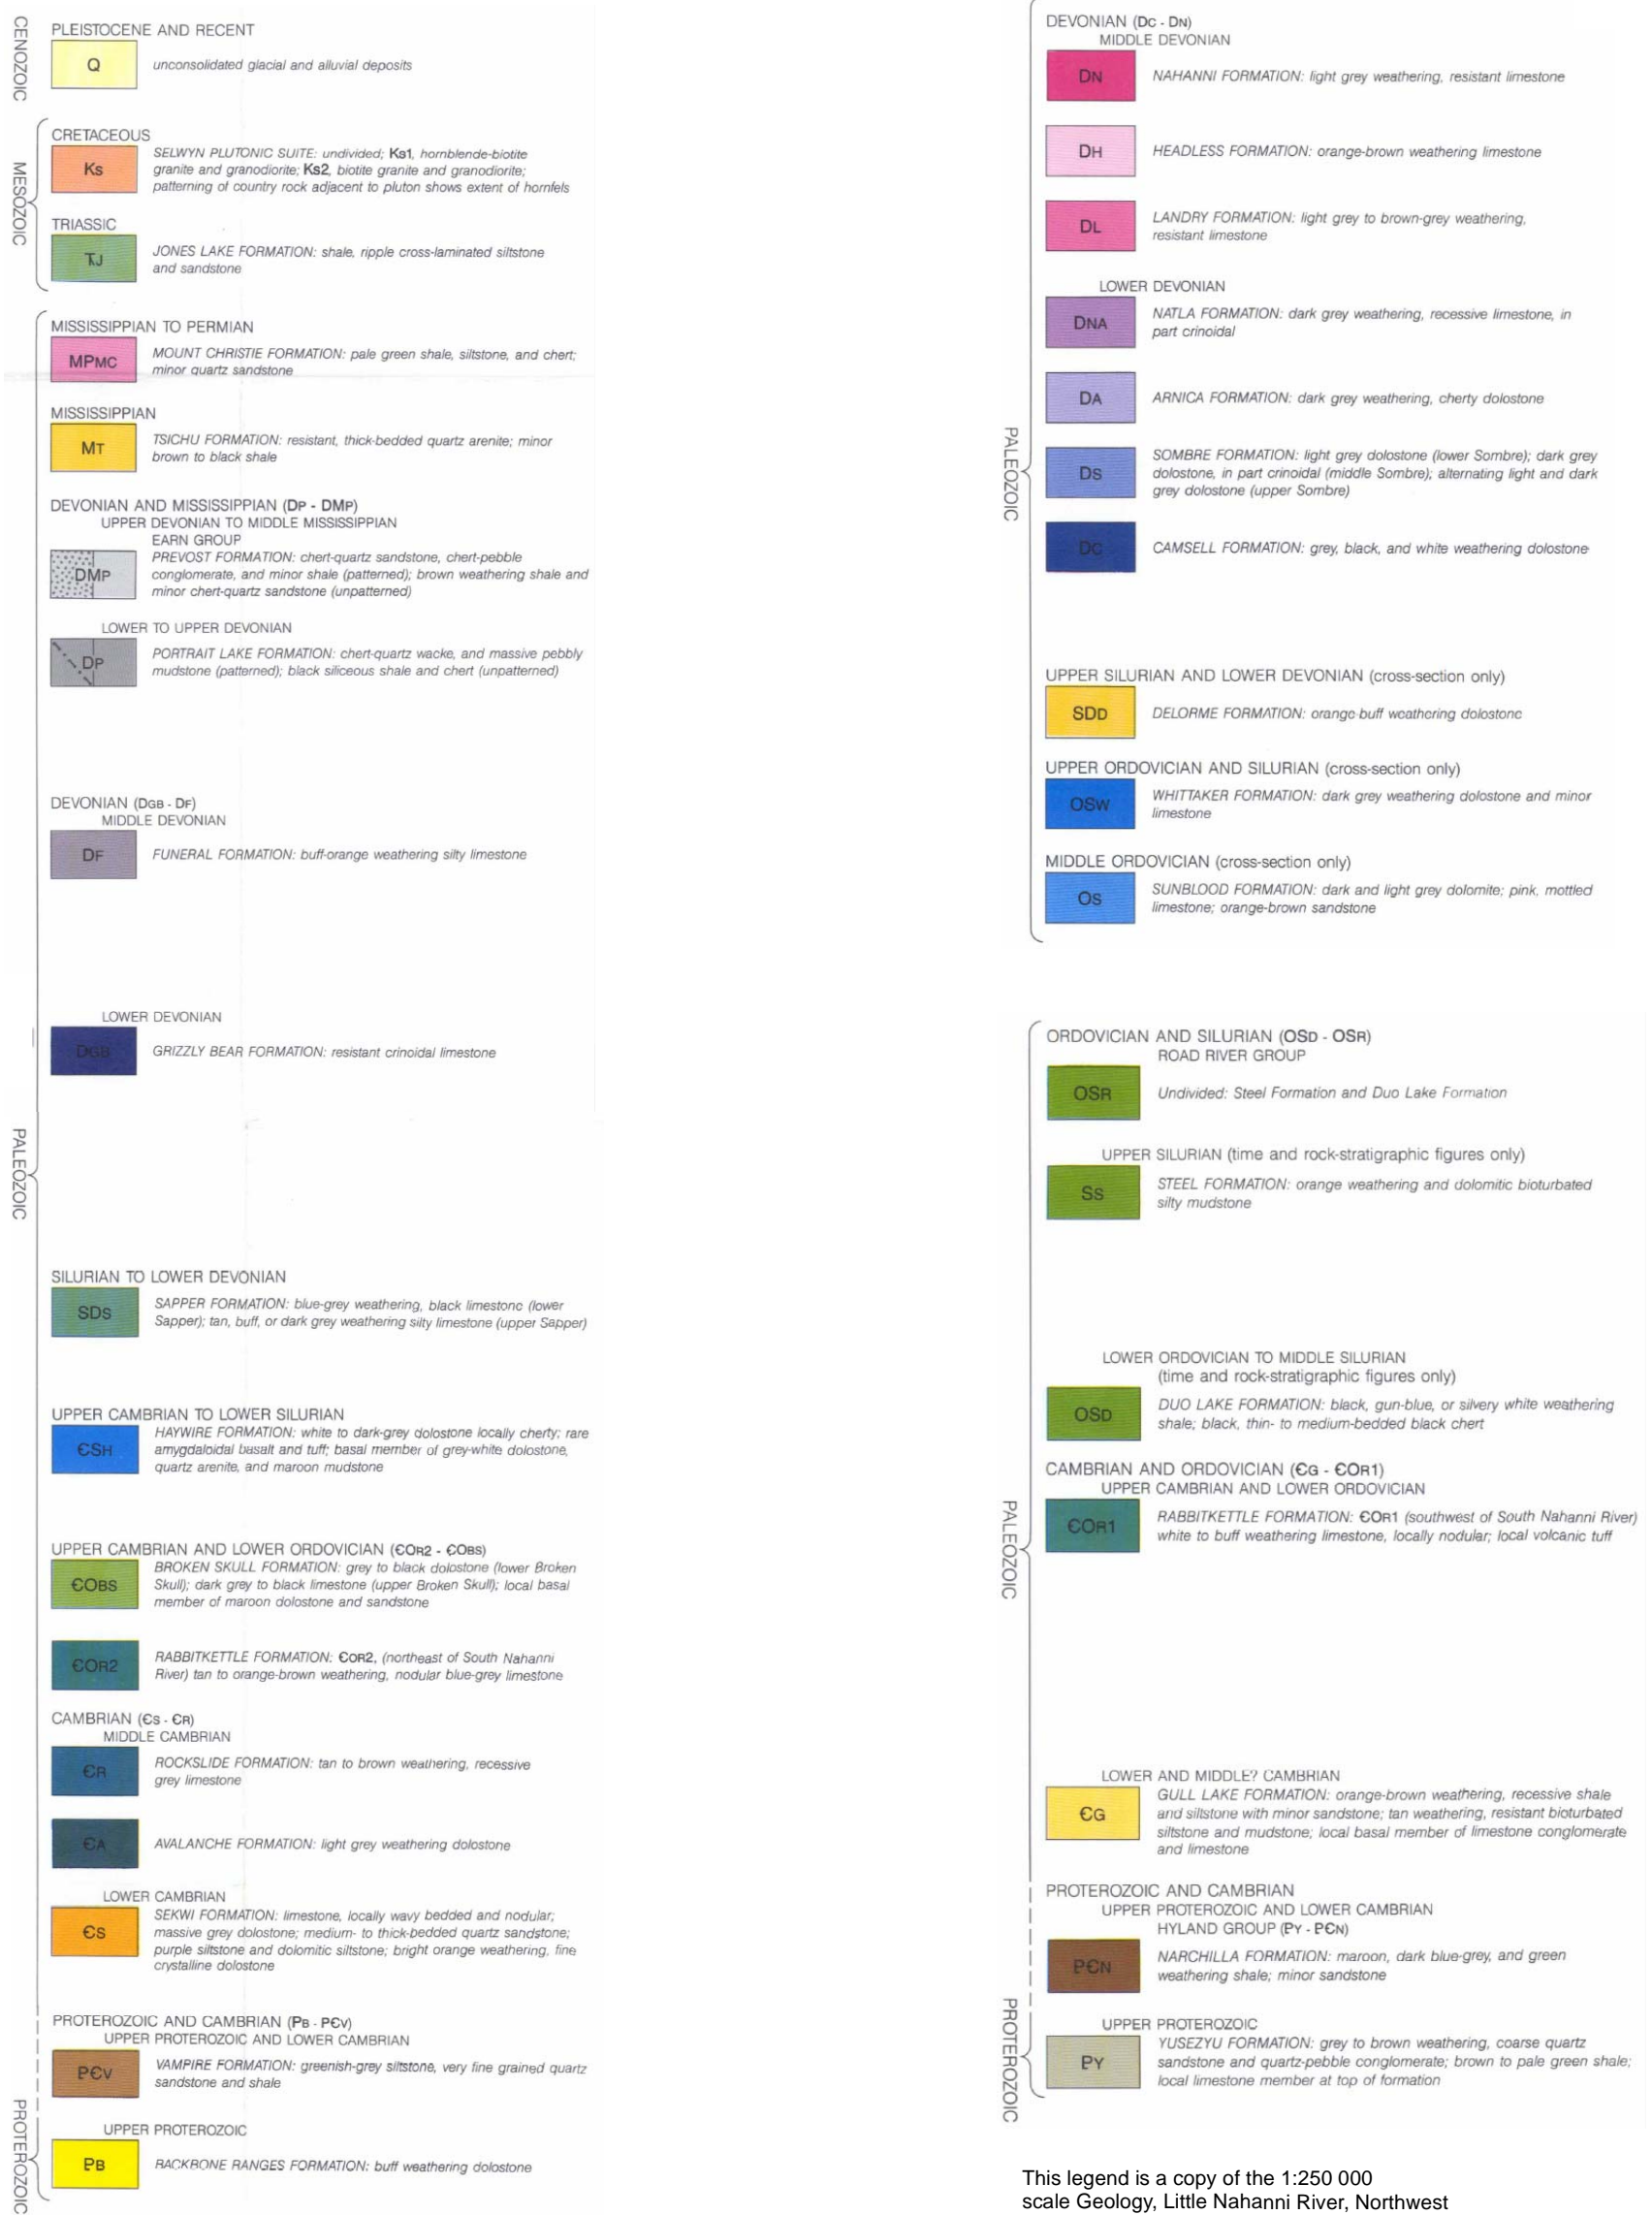 CENOZOIC
PLEISTOCENE AND RECENT
Q
unconsolidated glacial and alluvial deposits
MESOZOIC
CRETACEOUS
Ks
SELWYN PLUTONIC SUITE: undivided; Ks1, hornblende-biotite
granite and granodiorite; Ks2, biotite granite and granodiorite;
patterning of country rock adjacent to pluton shows extent of hornfels
TRIASSIC
TJ
JONES LAKE FORMATION: shale, ripple cross-laminated siltstone
and sandstone
PALEOZOIC
MISSISSIPPIAN TO PERMIAN
MPMC
MOUNT CHRISTIE FORMATION: pale green shale, siltstone, and chert;
minor quartz sandstone
MISSISSIPPIAN
MT
TSICHU FORMATION: resistant, thick-bedded quartz arenite; minor
brown to black shale
DEVONIAN AND MISSISSIPPIAN (DP - DMP)
UPPER DEVONIAN TO MIDDLE MISSISSIPPIAN
EARN GROUP
DMP
PREVOST FORMATION: chert-quartz sandstone, chert-pebble
conglomerate, and minor shale (patterned); brown weathering shale and
minor chert-quartz sandstone (unpatterned)
LOWER TO UPPER DEVONIAN
DP
PORTRAIT LAKE FORMATION: chert-quartz wacke, and massive pebbly
mudstone (patterned); black siliceous shale and chert (unpatterned)
DEVONIAN (DGB - DF)
MIDDLE DEVONIAN
DF
FUNERAL FORMATION: buff-orange weathering silty limestone
LOWER DEVONIAN
DGB
GRIZZLY BEAR FORMATION: resistant crinoidal limestone
SILURIAN TO LOWER DEVONIAN
SDS
SAPPER FORMATION: blue-grey weathering, black limestone (lower
Sapper); tan, buff, or dark grey weathering silty limestone (upper Sapper)
UPPER CAMBRIAN TO LOWER SILURIAN
ЄSH
HAYWIRE FORMATION: white to dark-grey dolostone locally cherty; rare
amygdaloidal basalt and tuff; basal member of grey-white dolostone,
quartz arenite, and maroon mudstone
UPPER CAMBRIAN AND LOWER ORDOVICIAN (ЄOR2 - ЄOBS)
ЄOBS
BROKEN SKULL FORMATION: grey to black dolostone (lower Broken
Skull); dark grey to black limestone (upper Broken Skull); local basal
member of maroon dolostone and sandstone
ЄOR2
RABBITKETTLE FORMATION: ЄOR2, (northeast of South Nahanni
River) tan to orange-brown weathering, nodular blue-grey limestone
CAMBRIAN (ЄS - ЄR)
MIDDLE CAMBRIAN
ЄR
ROCKSLIDE FORMATION: tan to brown weathering, recessive
grey limestone
ЄA
AVALANCHE FORMATION: light grey weathering dolostone
LOWER CAMBRIAN
ЄS
SEKWI FORMATION: limestone, locally wavy bedded and nodular;
massive grey dolostone; medium- to thick-bedded quartz sandstone;
purple siltstone and dolomitic siltstone; bright orange weathering, fine
crystalline dolostone
PROTEROZOIC
PROTEROZOIC AND CAMBRIAN (PB - PЄV)
UPPER PROTEROZOIC AND LOWER CAMBRIAN
PЄV
VAMPIRE FORMATION: greenish-grey siltstone, very fine grained quartz
sandstone and shale
UPPER PROTEROZOIC
PB
BACKBONE RANGES FORMATION: buff weathering dolostone
PALEOZOIC
DEVONIAN (DC - DN)
MIDDLE DEVONIAN
DN
NAHANNI FORMATION: light grey weathering, resistant limestone
DH
HEADLESS FORMATION: orange-brown weathering limestone
DL
LANDRY FORMATION: light grey to brown-grey weathering,
resistant limestone
LOWER DEVONIAN
DNA
NATLA FORMATION: dark grey weathering, recessive limestone, in
part crinoidal
DA
ARNICA FORMATION: dark grey weathering, cherty dolostone
DS
SOMBRE FORMATION: light grey dolostone (lower Sombre); dark grey
dolostone, in part crinoidal (middle Sombre); alternating light and dark
grey dolostone (upper Sombre)
DC
CAMSELL FORMATION: grey, black, and white weathering dolostone
UPPER SILURIAN AND LOWER DEVONIAN (cross-section only)
SDD
DELORME FORMATION: orange-buff weathering dolostone
UPPER ORDOVICIAN AND SILURIAN (cross-section only)
OSW
WHITTAKER FORMATION: dark grey weathering dolostone and minor
limestone
MIDDLE ORDOVICIAN (cross-section only)
OS
SUNBLOOD FORMATION: dark and light grey dolomite; pink, mottled
limestone; orange-brown sandstone
PALEOZOIC
ORDOVICIAN AND SILURIAN (OSD - OSR)
ROAD RIVER GROUP
OSR
Undivided: Steel Formation and Duo Lake Formation
UPPER SILURIAN (time and rock-stratigraphic figures only)
SS
STEEL FORMATION: orange weathering and dolomitic bioturbated
silty mudstone
LOWER ORDOVICIAN TO MIDDLE SILURIAN
(time and rock-stratigraphic figures only)
OSD
DUO LAKE FORMATION: black, gun-blue, or silvery white weathering
shale; black, thin- to medium-bedded black chert
CAMBRIAN AND ORDOVICIAN (ЄG - ЄOR1)
UPPER CAMBRIAN AND LOWER ORDOVICIAN
ЄOR1
RABBITKETTLE FORMATION: ЄOR1 (southwest of South Nahanni River)
white to buff weathering limestone, locally nodular; local volcanic tuff
LOWER AND MIDDLE? CAMBRIAN
ЄG
GULL LAKE FORMATION: orange-brown weathering, recessive shale
and siltstone with minor sandstone; tan weathering, resistant bioturbated
siltstone and mudstone; local basal member of limestone conglomerate
and limestone
PROTEROZOIC
PROTEROZOIC AND CAMBRIAN
UPPER PROTEROZOIC AND LOWER CAMBRIAN
HYLAND GROUP (PY - PЄN)
PЄN
NARCHILLA FORMATION: maroon, dark blue-grey, and green
weathering shale; minor sandstone
UPPER PROTEROZOIC
PY
YUSEZYU FORMATION: grey to brown weathering, coarse quartz
sandstone and quartz-pebble conglomerate; brown to pale green shale;
local limestone member at top of formation
This legend is a copy of the 1:250 000
scale Geology, Little Nahanni River, Northwest